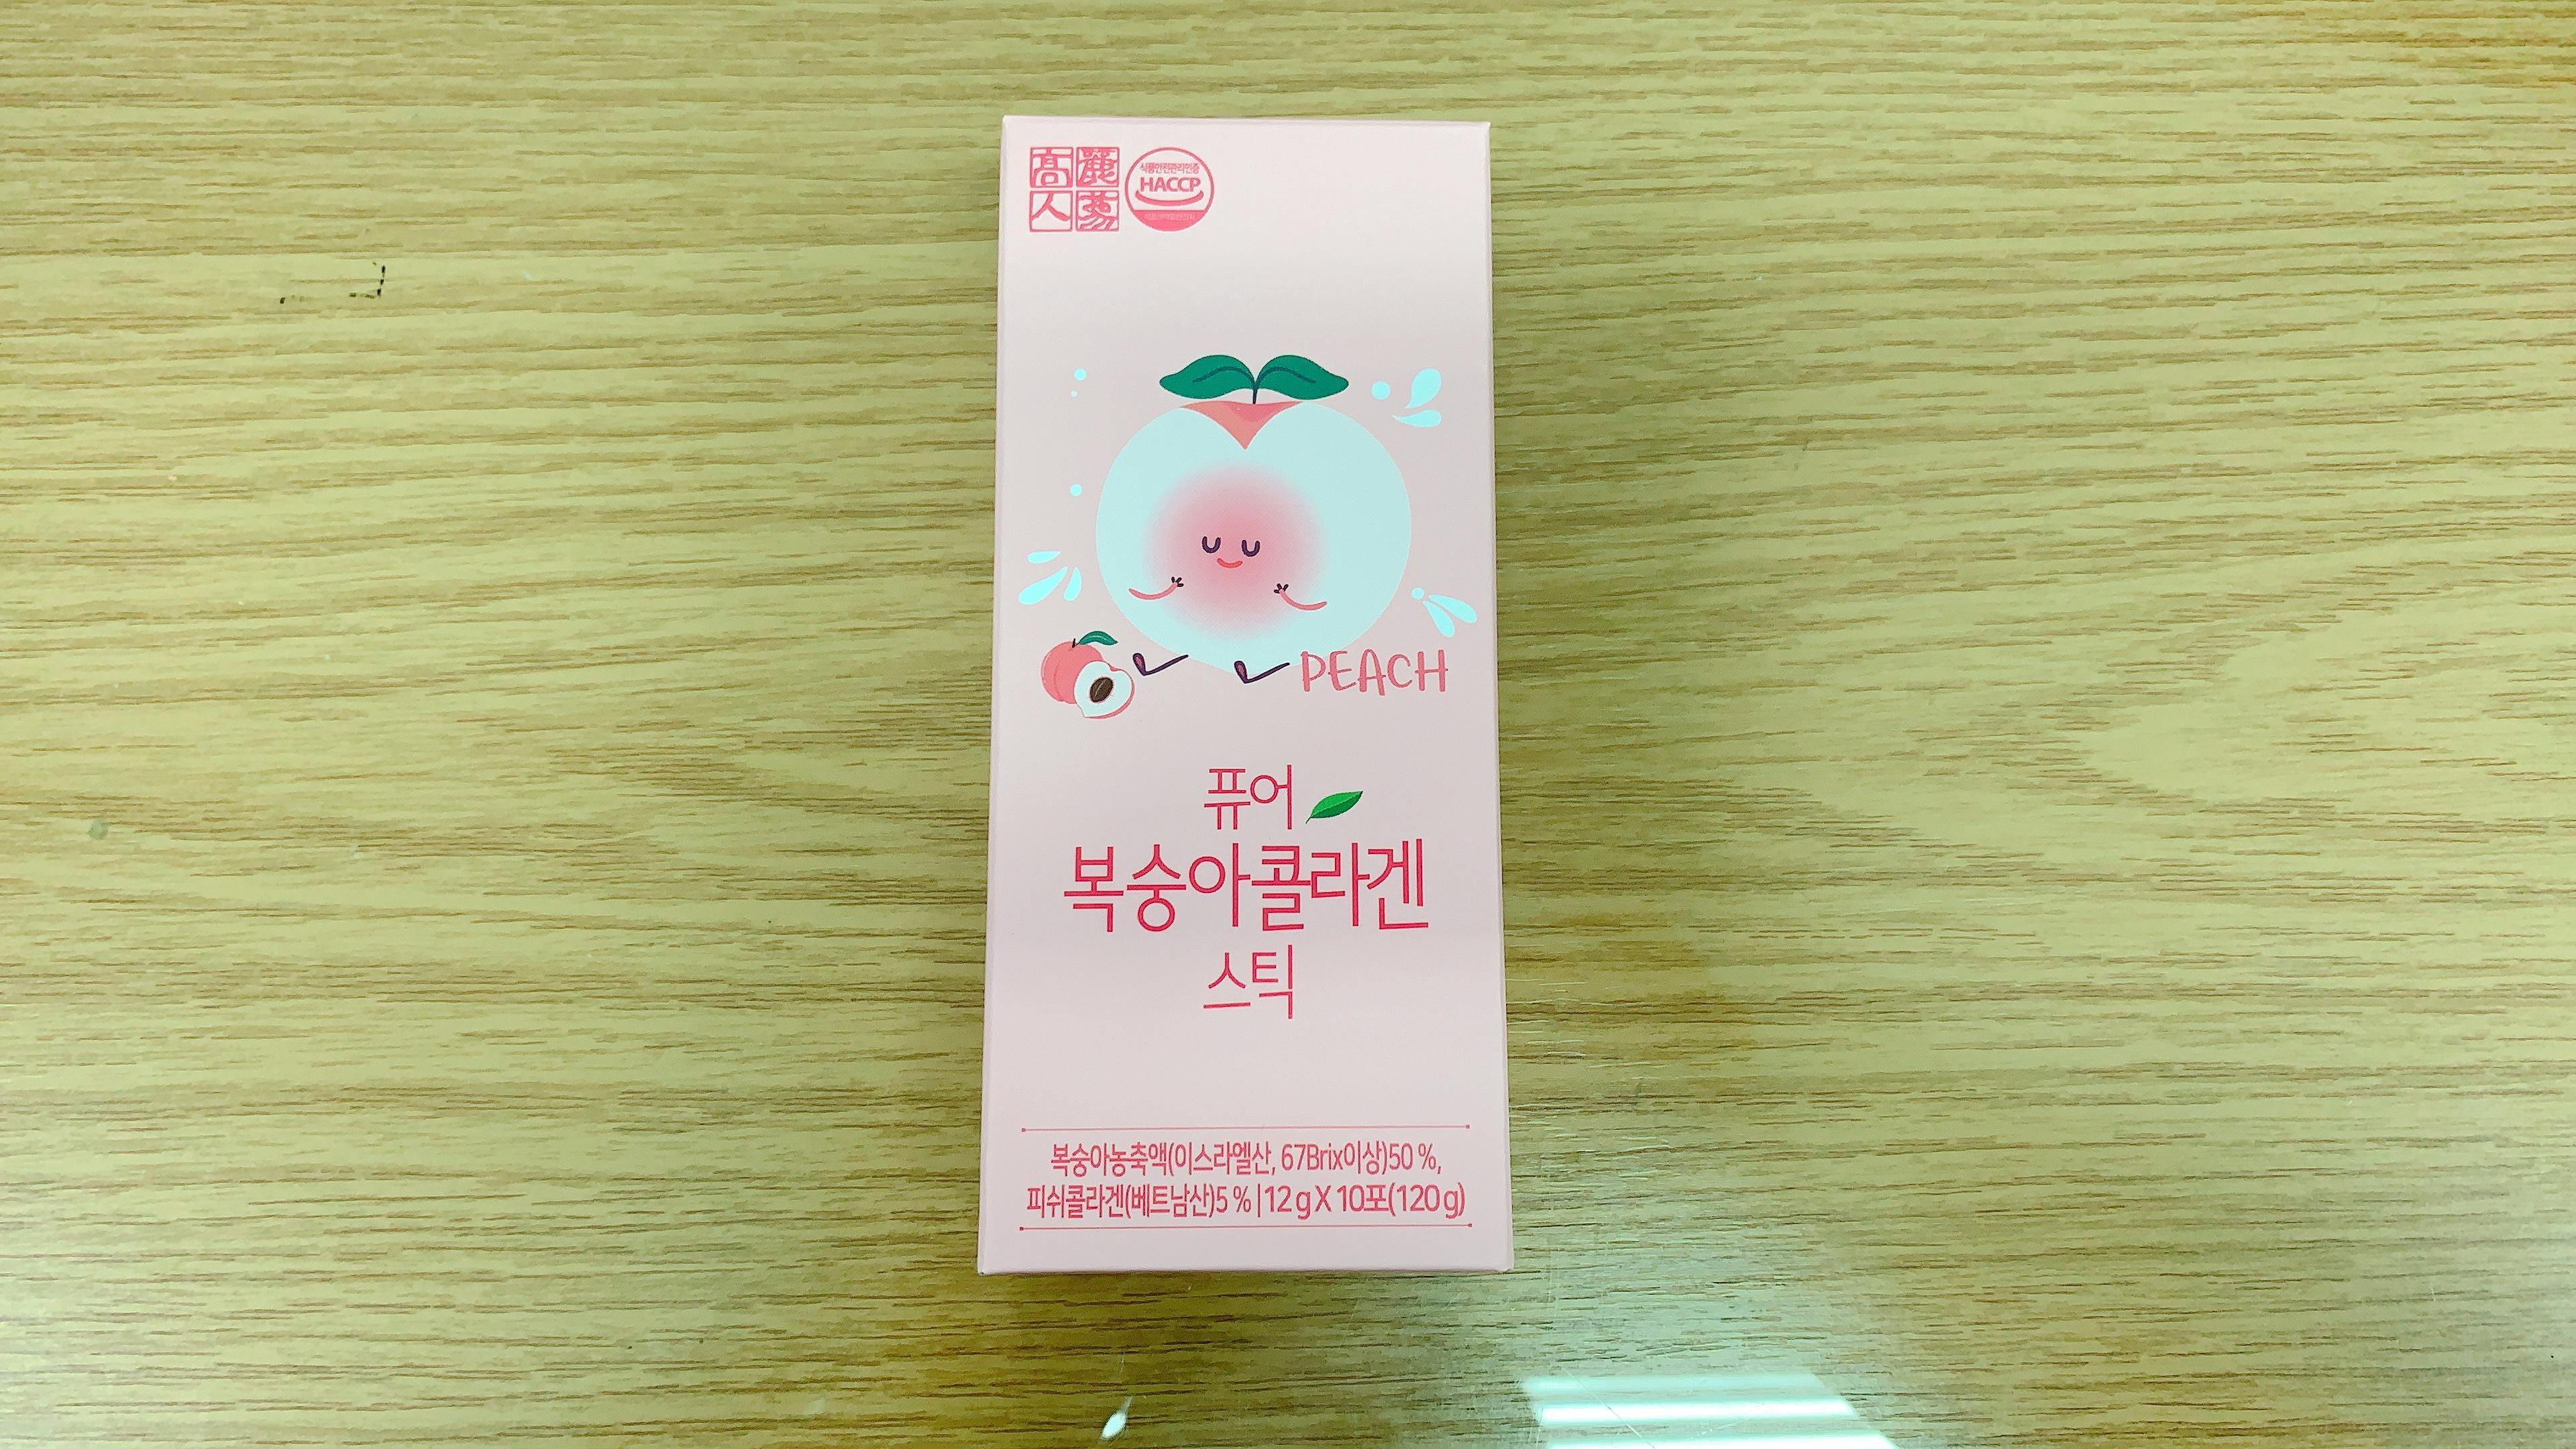 高麗
人蔘
식품안전관리인증
HACCP
PEACH
퓨어
복숭아콜라겐
스틱
복숭아농축액(이스라엘산, 67Brix이상)50 %,
피쉬콜라겐(베트남산)5 % | 12 g X 10포(120 g)